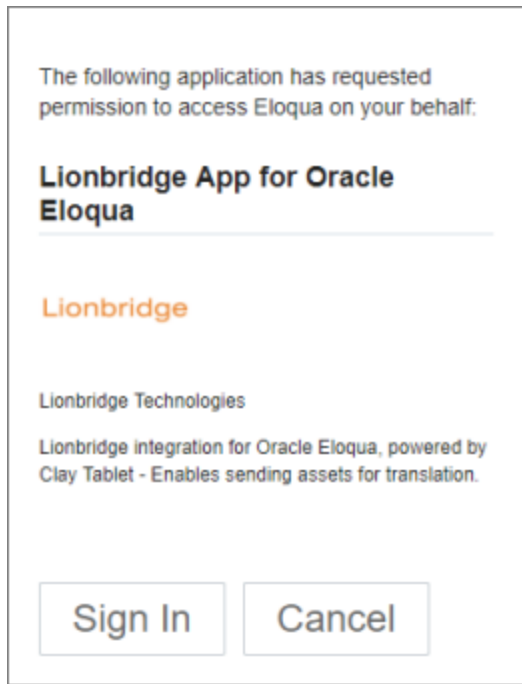 The following application has requested
permission to access Eloqua on your behalf:
Lionbridge App for Oracle
Eloqua
Lionbridge
Lionbridge Technologies
Lionbridge integration for Oracle Eloqua, powered by
Clay Tablet - Enables sending assets for translation.
Sign In
Cancel